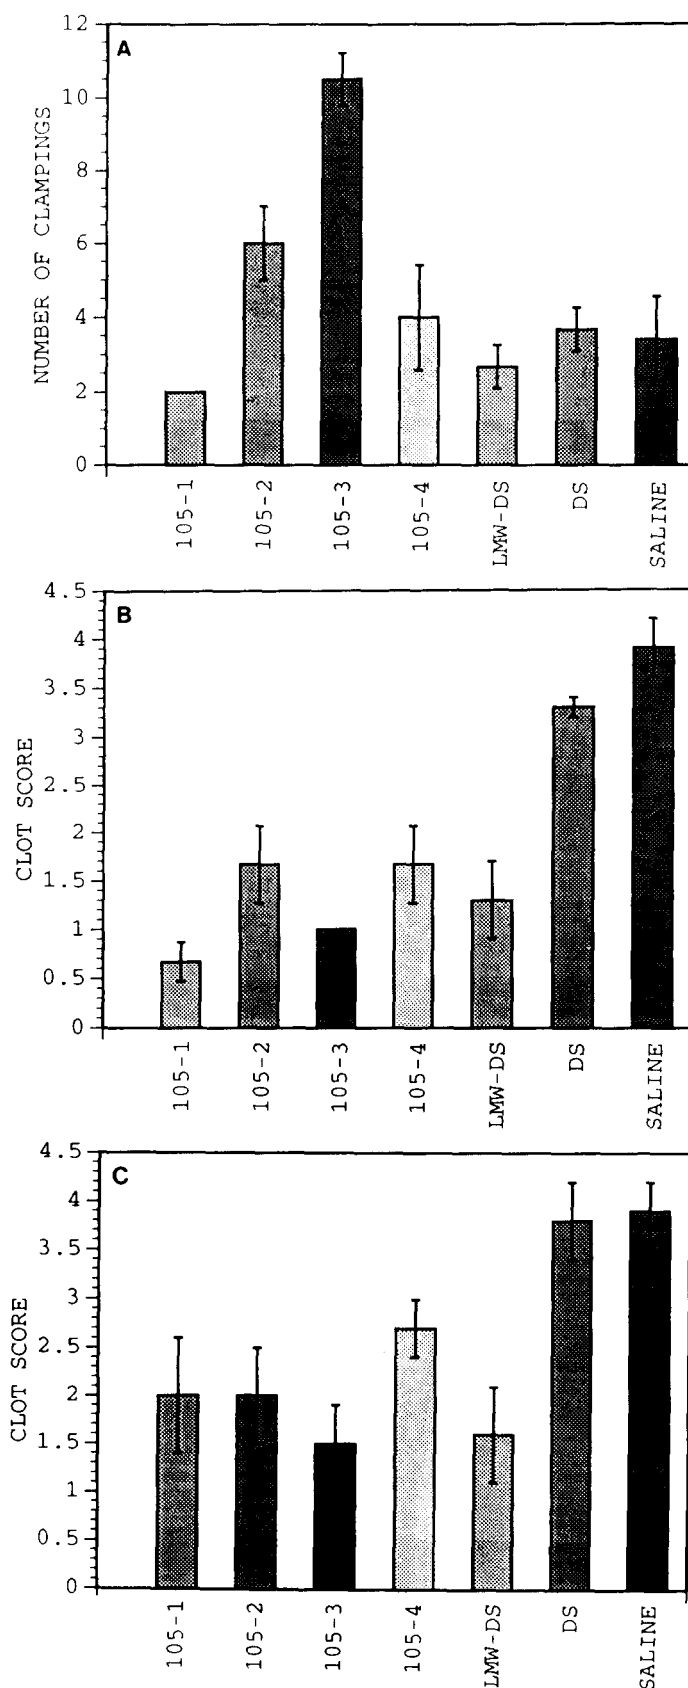 A
NUMBER OF CLAMPINGS
12
10
8
6
4
2
0
105-1
105-2
105-3
105-4
LMW-DS
DS
SALINE
B
CLOT SCORE
4.5
4
3.5
3
2.5
2
1.5
1
0.5
0
105-1
105-2
105-3
105-4
LMW-DS
DS
SALINE
C
CLOT SCORE
4.5
4
3.5
3
2.5
2
1.5
1
0.5
0
105-1
105-2
105-3
105-4
LMW-DS
DS
SALINE